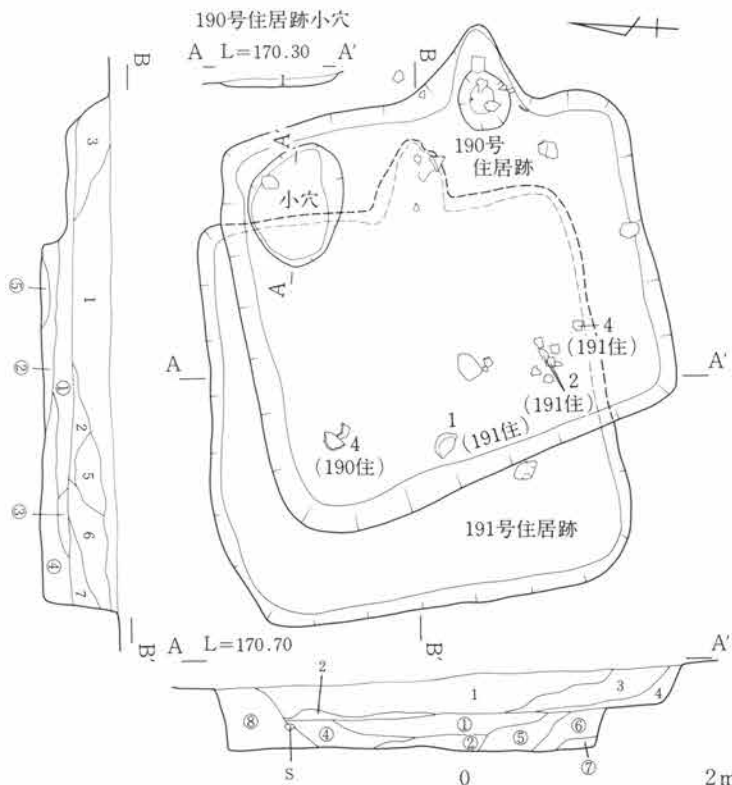 190号住居跡小穴
A L=170.30 A'
B
B
3
1
⑤
②
①
2
5
③
6
④
7
B'
190号
住居跡
A'
小穴
A
A
A'
4
(191住)
2
(191住)
1
(191住)
4
(190住)
191号住居跡
B'
A L=170.70 A'
2
1
3
4
⑧
①
④
②
⑤
⑥
⑦
S
0 2m